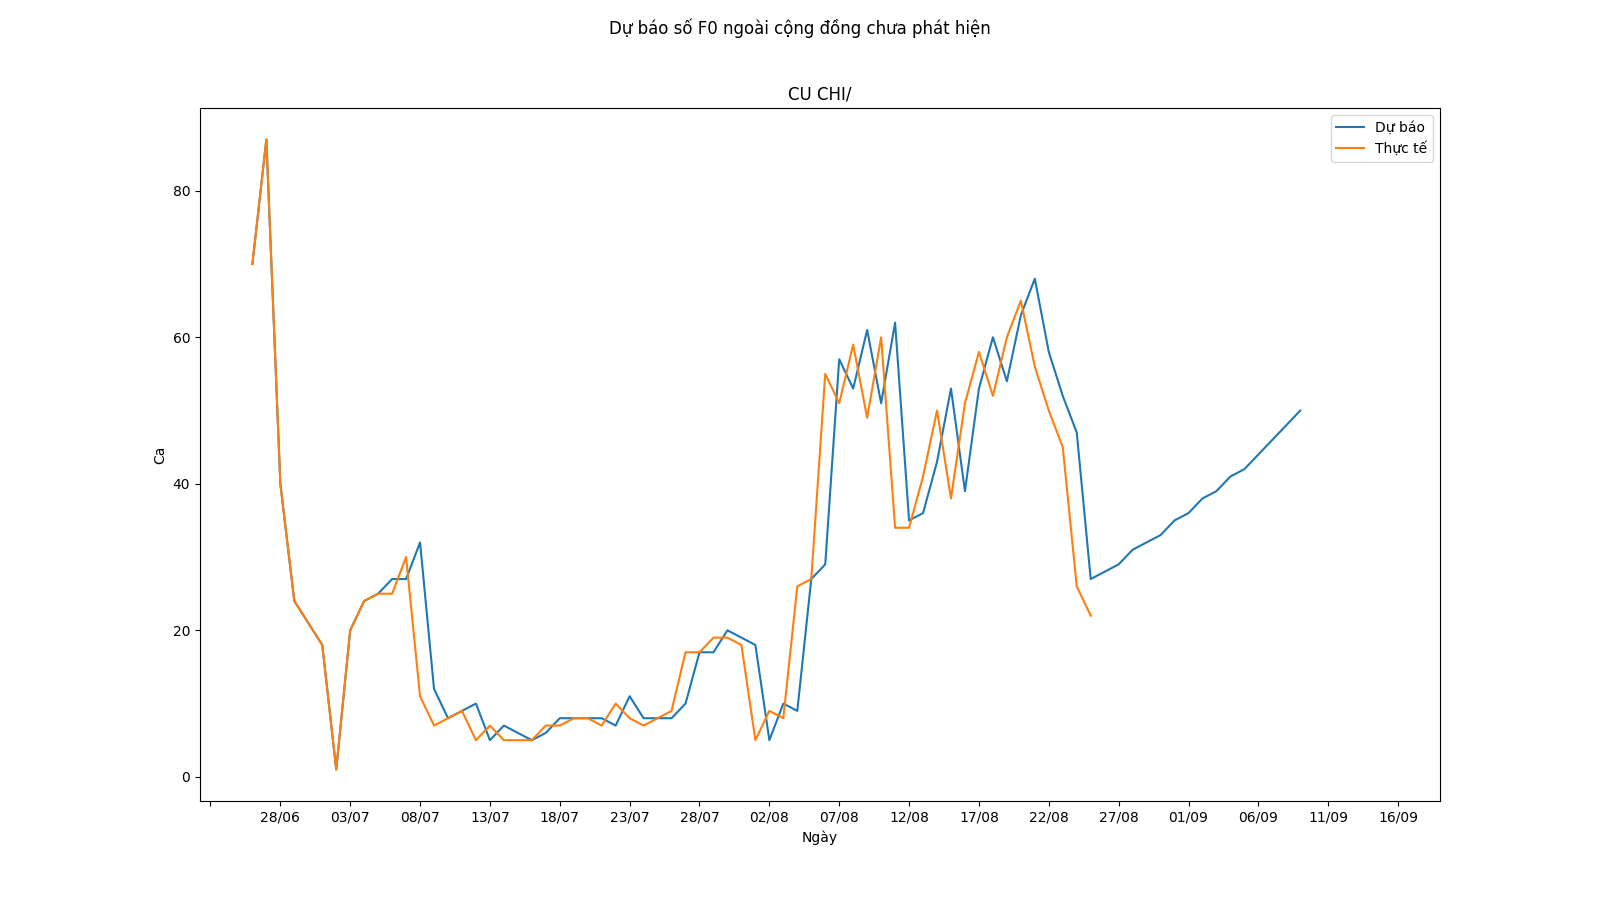 Dự báo số F0 ngoài cộng đồng chưa phát hiện
CU CHI/
Dự báo
Thực tế
80
60
40
20
0
Ca
28/06 03/07 08/07 13/07 18/07 23/07 28/07 02/08 07/08 12/08 17/08 22/08 27/08 01/09 06/09 11/09 16/09
Ngày